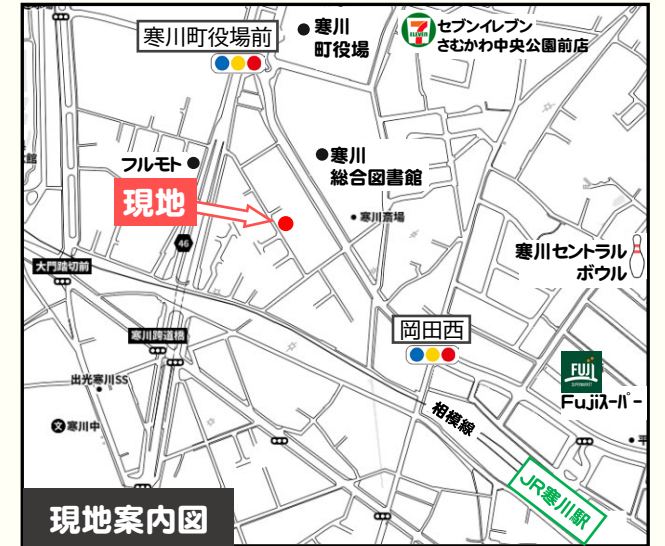 寒川町役場前
寒川
町役場
ELEVEN
セブンイレブン
さむかわ中央公園前店
フルモト
寒川
総合図書館
現地
寒川斎場
46
大門踏切前
寒川セントラル
ボウル
寒川跨道橋
岡田西
出光寒川SS
FUJI
SUPERMARKET
Fujiスーパー
相模線
文
寒川中
JR寒川駅
現地案内図